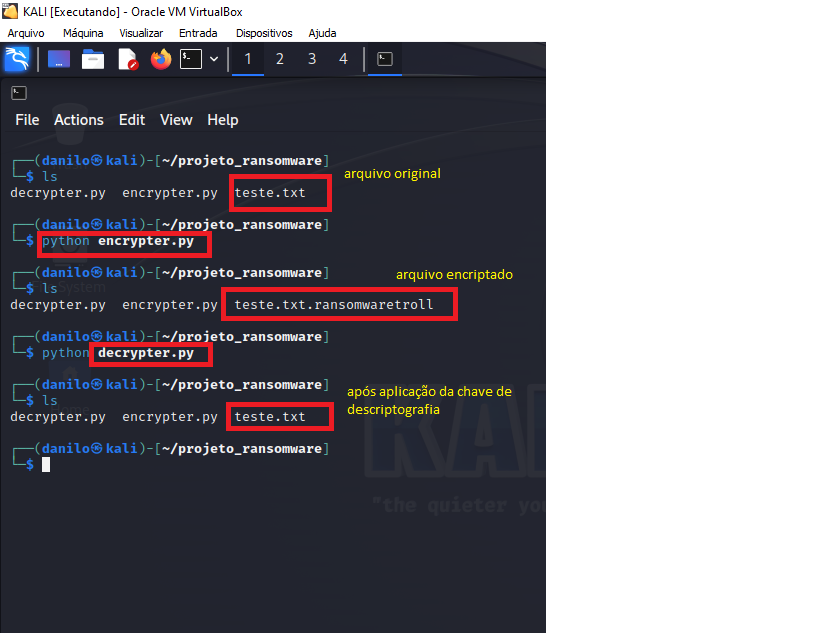 KALI [Executando] - Oracle VM VirtualBox
Arquivo Máquina Visualizar Entrada Dispositivos Ajuda
1 2 3 4
File Actions Edit View Help
┌──(danilo㉿kali)-[~/projeto_ransomware]
└─$ ls
arquivo original
decrypter.py encrypter.py teste.txt
┌──(danilo㉿kali)-[~/projeto_ransomware]
└─$ python encrypter.py
┌──(danilo㉿kali)-[~/projeto_ransomware]
arquivo encriptado
└─$ ls
decrypter.py encrypter.py teste.txt.ransomwaretroll
┌──(danilo㉿kali)-[~/projeto_ransomware]
└─$ python decrypter.py
┌──(danilo㉿kali)-[~/projeto_ransomware]
└─$ ls
após aplicação da chave de
descriptografia
decrypter.py encrypter.py teste.txt
┌──(danilo㉿kali)-[~/projeto_ransomware]
└─$
KAL
"the quieter you